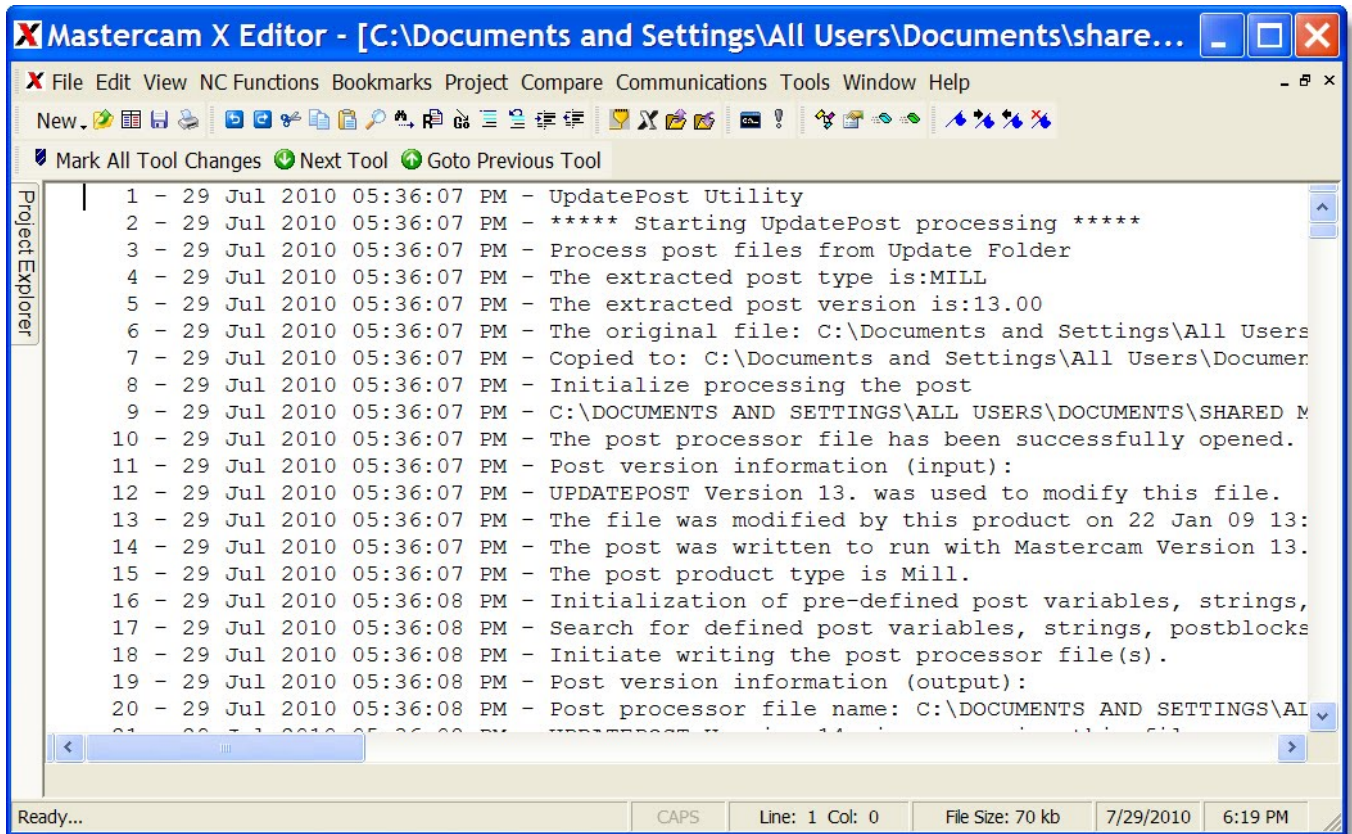 Mastercam X Editor - [C:\Documents and Settings\All Users\Documents\share...
File Edit View NC Functions Bookmarks Project Compare Communications Tools Window Help
New
Mark All Tool Changes Next Tool Goto Previous Tool
Project Explorer
1 - 29 Jul 2010 05:36:07 PM - UpdatePost Utility
2 - 29 Jul 2010 05:36:07 PM - ***** Starting UpdatePost processing *****
3 - 29 Jul 2010 05:36:07 PM - Process post files from Update Folder
4 - 29 Jul 2010 05:36:07 PM - The extracted post type is:MILL
5 - 29 Jul 2010 05:36:07 PM - The extracted post version is:13.00
6 - 29 Jul 2010 05:36:07 PM - The original file: C:\Documents and Settings\All Users
7 - 29 Jul 2010 05:36:07 PM - Copied to: C:\Documents and Settings\All Users\Documen
8 - 29 Jul 2010 05:36:07 PM - Initialize processing the post
9 - 29 Jul 2010 05:36:07 PM - C:\DOCUMENTS AND SETTINGS\ALL USERS\DOCUMENTS\SHARED M
10 - 29 Jul 2010 05:36:07 PM - The post processor file has been successfully opened.
11 - 29 Jul 2010 05:36:07 PM - Post version information (input):
12 - 29 Jul 2010 05:36:07 PM - UPDATEPOST Version 13. was used to modify this file.
13 - 29 Jul 2010 05:36:07 PM - The file was modified by this product on 22 Jan 09 13:
14 - 29 Jul 2010 05:36:07 PM - The post was written to run with Mastercam Version 13.
15 - 29 Jul 2010 05:36:07 PM - The post product type is Mill.
16 - 29 Jul 2010 05:36:08 PM - Initialization of pre-defined post variables, strings,
17 - 29 Jul 2010 05:36:08 PM - Search for defined post variables, strings, postblocks
18 - 29 Jul 2010 05:36:08 PM - Initiate writing the post processor file(s).
19 - 29 Jul 2010 05:36:08 PM - Post version information (output):
20 - 29 Jul 2010 05:36:08 PM - Post processor file name: C:\DOCUMENTS AND SETTINGS\AL
Ready... CAPS Line: 1 Col: 0 File Size: 70 kb 7/29/2010 6:19 PM